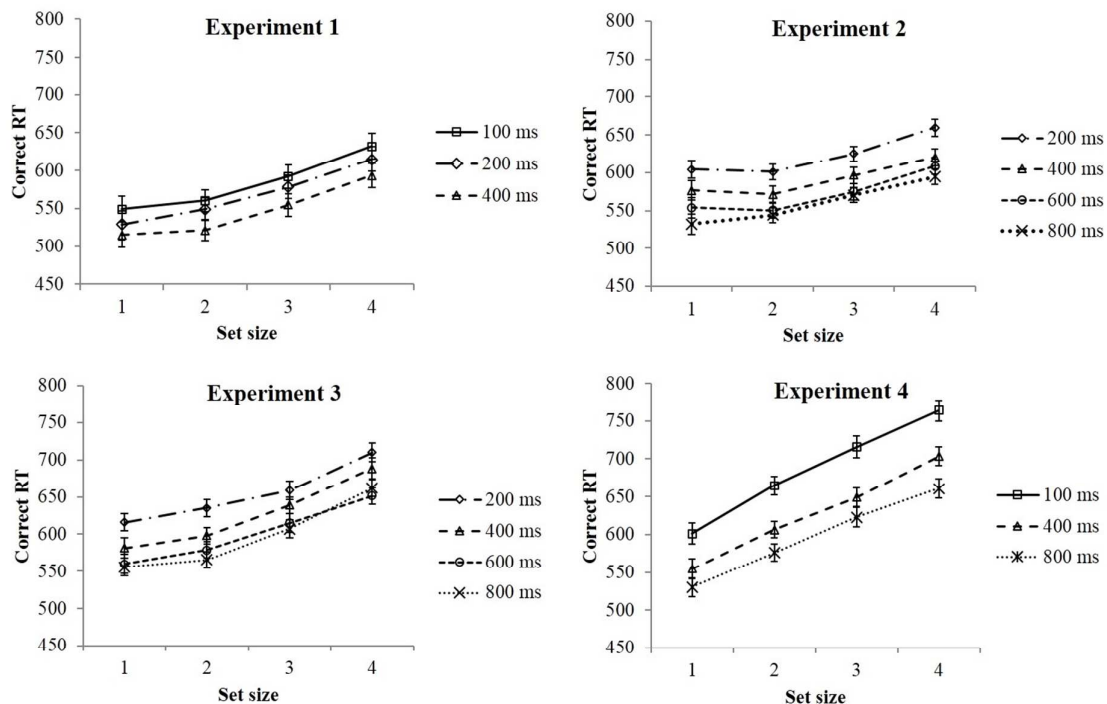 Experiment 1
Correct RT
800
750
700
650
600
550
500
450
1 2 3 4
Set size
100 ms
200 ms
400 ms
Experiment 2
Correct RT
800
750
700
650
600
550
500
450
1 2 3 4
Set size
200 ms
400 ms
600 ms
800 ms
Experiment 3
Correct RT
800
750
700
650
600
550
500
450
1 2 3 4
Set size
200 ms
400 ms
600 ms
800 ms
Experiment 4
Correct RT
800
750
700
650
600
550
500
450
1 2 3 4
Set size
100 ms
400 ms
800 ms